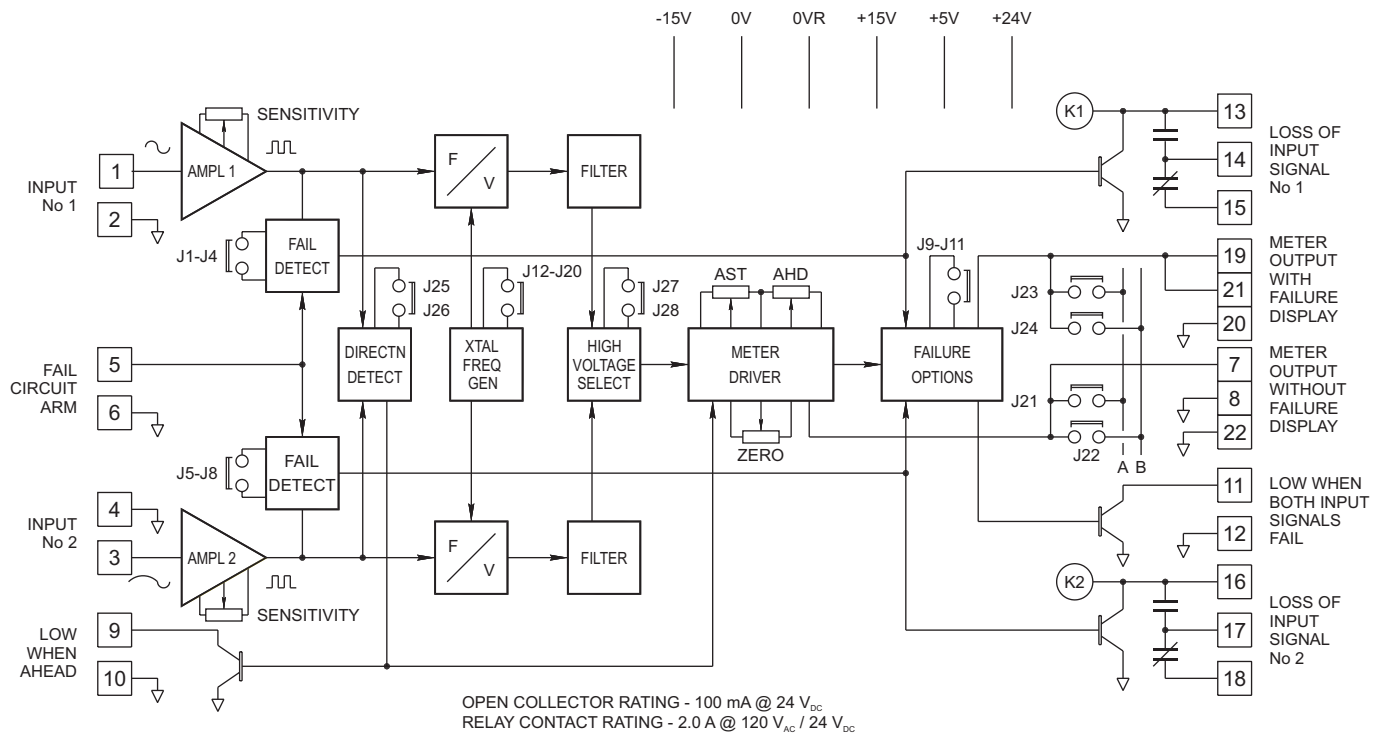 -15V 0V 0VR +15V +5V +24V
SENSITIVITY
AMPL 1
INPUT
No 1
1
2
F
V
FILTER
K1
13
14
15
LOSS OF
INPUT
SIGNAL
No 1
J1-J4
FAIL
DETECT
J25
J26
J12-J20
J27
J28
AST
AHD
J9-J11
J23
J24
19
21
20
METER
OUTPUT
WITH
FAILURE
DISPLAY
FAIL
CIRCUIT
ARM
5
6
DIRECTN
DETECT
XTAL
FREQ
GEN
HIGH
VOLTAGE
SELECT
METER
DRIVER
FAILURE
OPTIONS
ZERO
J21
J22
A B
7
8
22
METER
OUTPUT
WITHOUT
FAILURE
DISPLAY
J5-J8
FAIL
DETECT
INPUT
No 2
4
3
AMPL 2
SENSITIVITY
F
V
FILTER
11
12
LOW WHEN
BOTH INPUT
SIGNALS
FAIL
K2
16
17
18
LOSS OF
INPUT
SIGNAL
No 2
LOW
WHEN
AHEAD
9
10
OPEN COLLECTOR RATING - 100 mA @ 24 VDC
RELAY CONTACT RATING - 2.0 A @ 120 VAC / 24 VDC